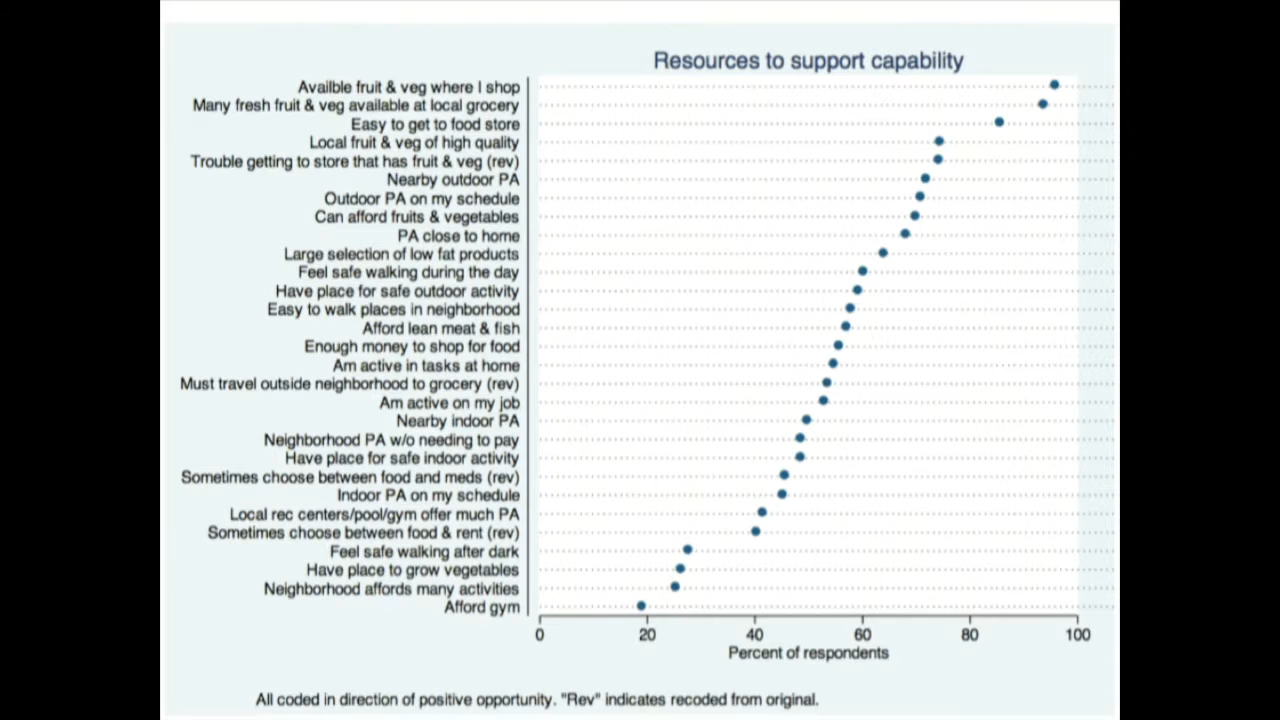 Resources to support capability
Availble fruit & veg where I shop
Many fresh fruit & veg available at local grocery
Easy to get to food store
Local fruit & veg of high quality
Trouble getting to store that has fruit & veg (rev)
Nearby outdoor PA
Outdoor PA on my schedule
Can afford fruits & vegetables
PA close to home
Large selection of low fat products
Feel safe walking during the day
Have place for safe outdoor activity
Easy to walk places in neighborhood
Afford lean meat & fish
Enough money to shop for food
Am active in tasks at home
Must travel outside neighborhood to grocery (rev)
Am active on my job
Nearby indoor PA
Neighborhood PA w/o needing to pay
Have place for safe indoor activity
Sometimes choose between food and meds (rev)
Indoor PA on my schedule
Local rec centers/pool/gym offer much PA
Sometimes choose between food & rent (rev)
Feel safe walking after dark
Have place to grow vegetables
Neighborhood affords many activities
Afford gym
0 20 40 60 80 100
Percent of respondents
All coded in direction of positive opportunity. "Rev" indicates recoded from original.